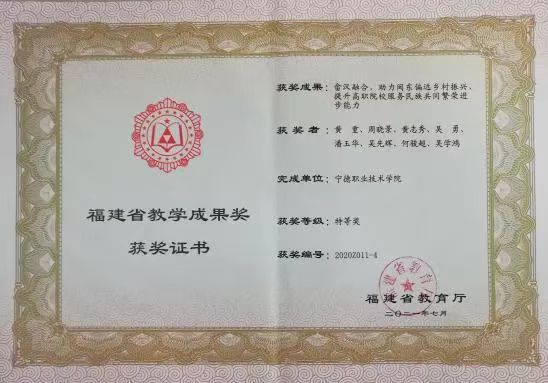 福建省教学成果奖
获奖证书
获奖成果：畲汉融合、助力闽东偏远乡村振兴、
提升高职院校服务民族共同繁荣进
步能力
获奖者：黄童、周晓景、黄志秀、吴勇、
潘玉华、吴先辉、何骏超、吴学鸿
完成单位：宁德职业技术学院
获奖等级：特等奖
获奖编号：2020Z011-4
福建省教育厅
二〇二一年七月